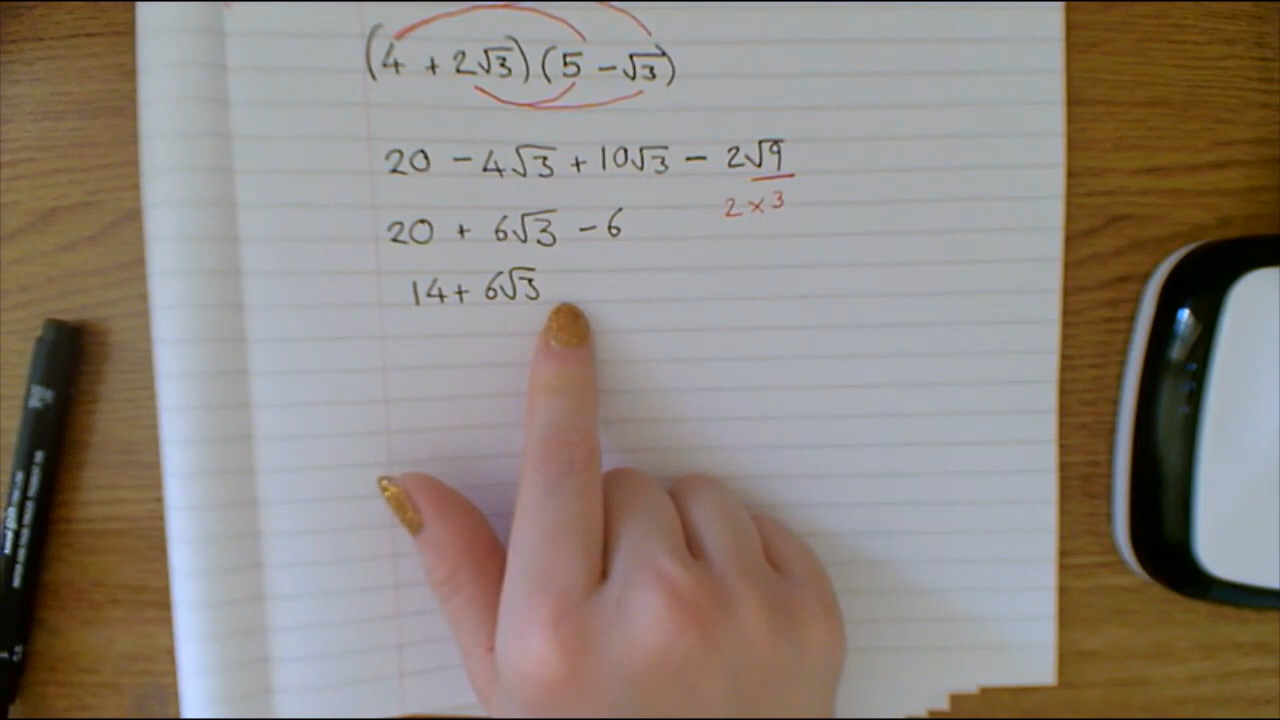 (4 + 2√3)(5 - √3)
20 - 4√3 + 10√3 - 2√9
2 × 3
20 + 6√3 - 6
14 + 6√3